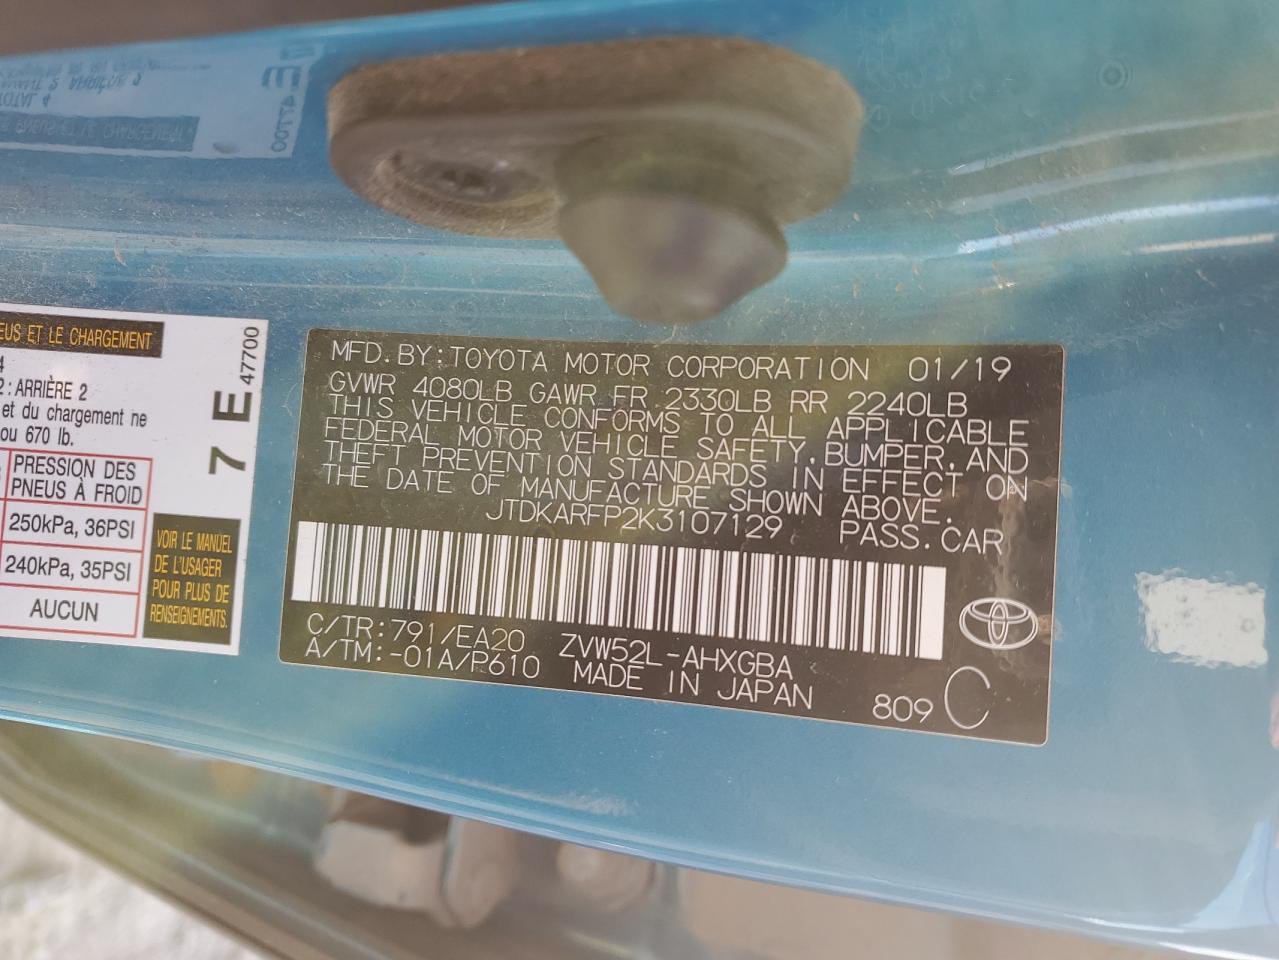 EUS ET LE CHARGEMENT
4
2 : ARRIÈRE 2
et du chargement ne
ou 670 lb.
PRESSION DES
PNEUS À FROID
250kPa, 36PSI
240kPa, 35PSI
AUCUN
VOIR LE MANUEL
DE L'USAGER
POUR PLUS DE
RENSEIGNEMENTS.
7 E 47700
MFD. BY: TOYOTA MOTOR CORPORATION 01/19
GVWR 4080LB GAWR FR 2330LB RR 2240LB
THIS VEHICLE CONFORMS TO ALL APPLICABLE
FEDERAL MOTOR VEHICLE SAFETY, BUMPER, AND
THEFT PREVENTION STANDARDS IN EFFECT ON
THE DATE OF MANUFACTURE SHOWN ABOVE.
JTDKARFP2K3107129 PASS. CAR
C/TR: 791/EA20 ZVW52L-AHXGBA
A/TM: -01A/P610 MADE IN JAPAN
809 C